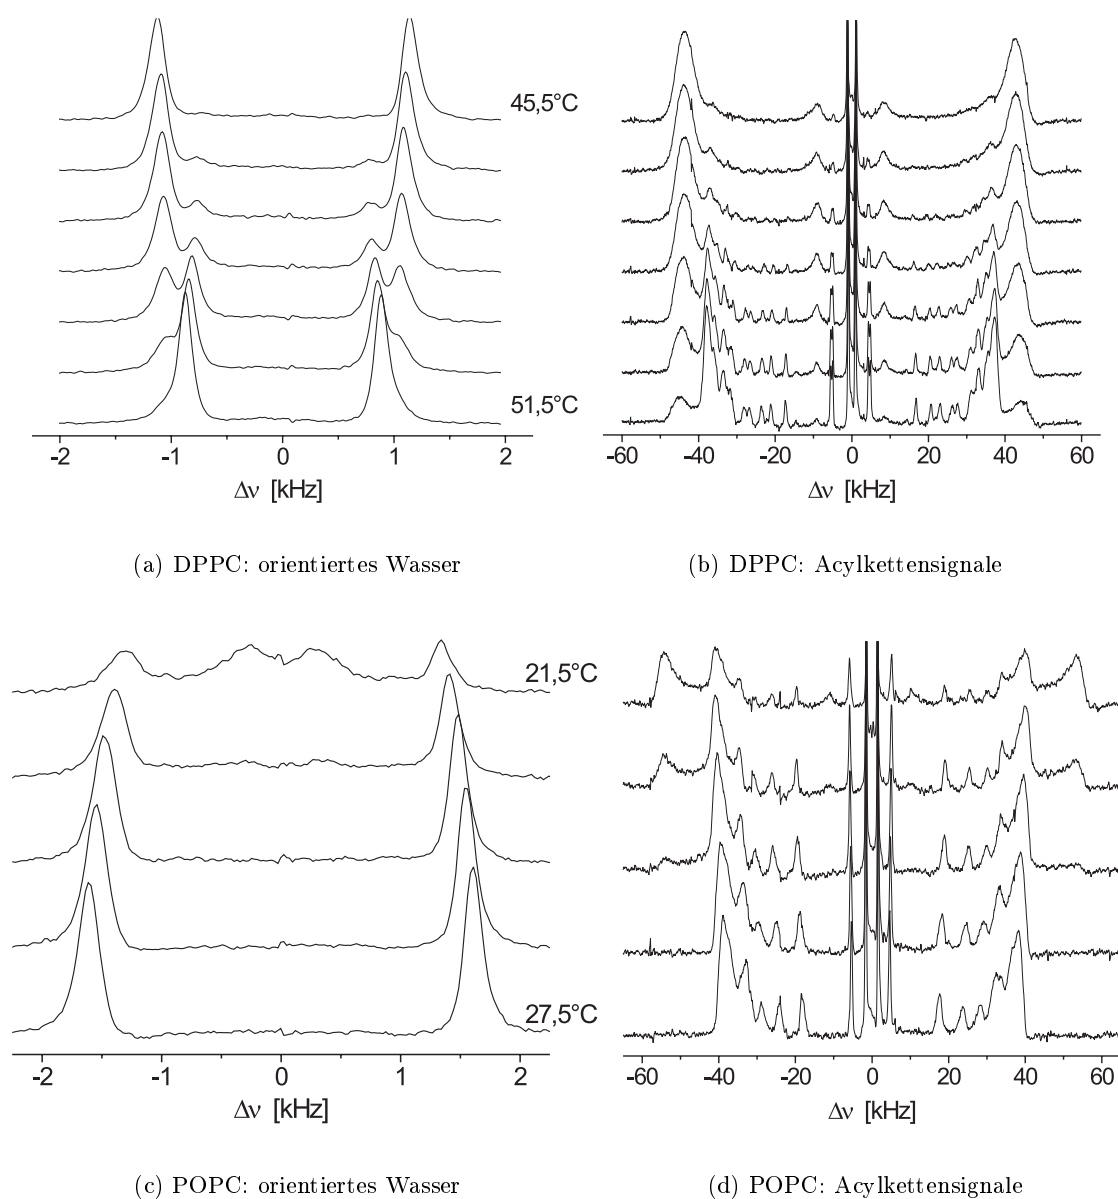 45,5°C
51,5°C
-2 -1 0 1 2
Δν [kHz]
-60 -40 -20 0 20 40 60
Δν [kHz]
(a) DPPC: orientiertes Wasser
(b) DPPC: Acylkettensignale
21,5°C
27,5°C
-2 -1 0 1 2
Δν [kHz]
-60 -40 -20 0 20 40 60
Δν [kHz]
(c) POPC: orientiertes Wasser
(d) POPC: Acylkettensignale